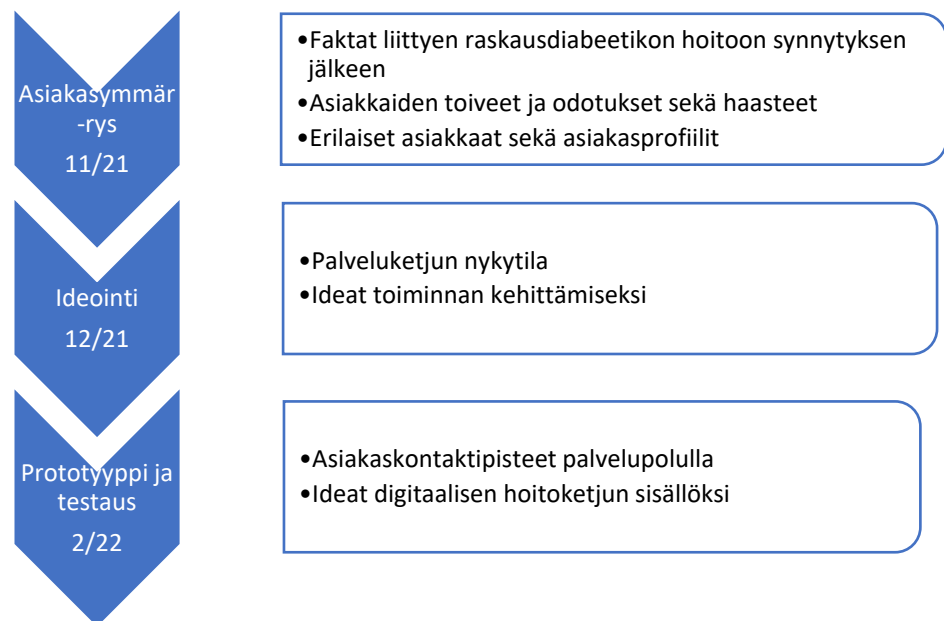 Asiakasymmär
-rys
11/21
•Faktat liittyen raskausdiabeetikon hoitoon synnytyksen
jälkeen
•Asiakkaiden toiveet ja odotukset sekä haasteet
•Erilaiset asiakkaat sekä asiakasprofiilit
Ideointi
12/21
•Palveluketjun nykytila
•Ideat toiminnan kehittämiseksi
Prototyyppi ja
testaus
2/22
•Asiakaskontaktipisteet palvelupolulla
•Ideat digitaalisen hoitoketjun sisällöksi